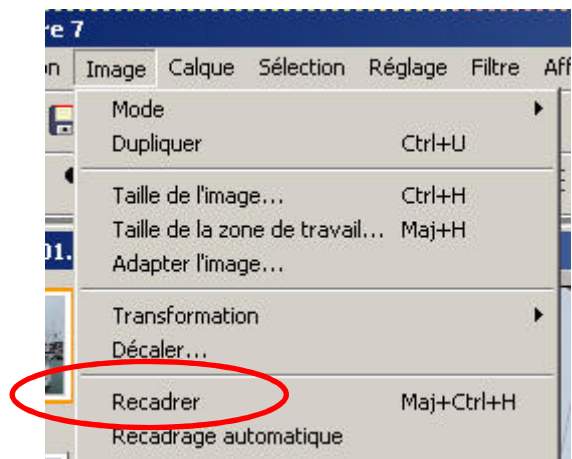 re 7
n Image Calque Sélection Réglage Filtre Aff
Mode
Dupliquer Ctrl+U
Taille de l'image... Ctrl+H
Taille de la zone de travail... Maj+H
01.
Adapter l'image...
Transformation
Décaler...
Recadrer Maj+Ctrl+H
Recadrage automatique